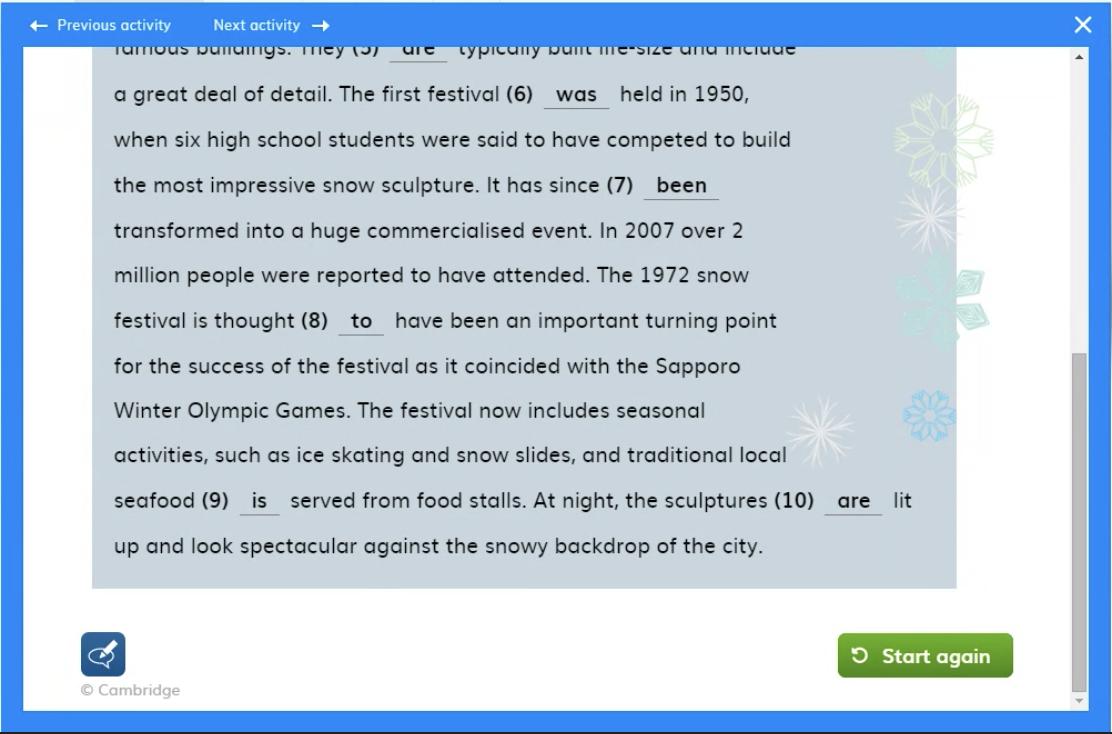 ← Previous activity Next activity →
famous buildings. They (5) are typically built life-size and include
a great deal of detail. The first festival (6) was held in 1950,
when six high school students were said to have competed to build
the most impressive snow sculpture. It has since (7) been
transformed into a huge commercialised event. In 2007 over 2
million people were reported to have attended. The 1972 snow
festival is thought (8) to have been an important turning point
for the success of the festival as it coincided with the Sapporo
Winter Olympic Games. The festival now includes seasonal
activities, such as ice skating and snow slides, and traditional local
seafood (9) is served from food stalls. At night, the sculptures (10) are lit
up and look spectacular against the snowy backdrop of the city.
Start again
© Cambridge